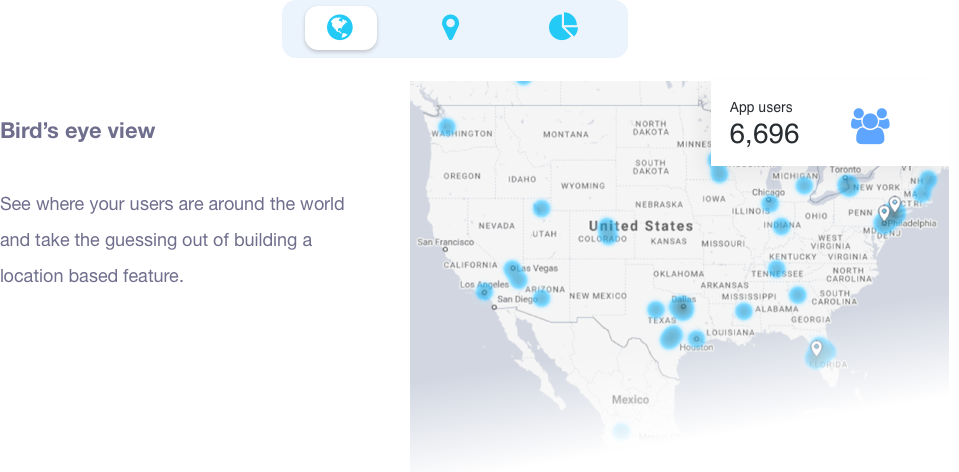 Bird's eye view
See where your users are around the world
and take the guessing out of building a
location based feature.
App users
6,696
WASHINGTON
MONTANA
NORTH
DAKOTA
MINNES
OREGON
IDAHO
WYOMING
SOUTH
DAKOTA
MICHIGAN
Toronto
NEW YORK
NH
MA
CT RI
Chicago
IOWA
NEBRASKA
ILLINOIS
INDIANA
OHIO
PENN
Philadelphia
MD
DE NJ
NEVADA
UTAH
United States
COLORADO
KANSAS
MISSOURI
WEST
VIRGINIA
KENTUCKY
VIRGINIA
San Francisco
CALIFORNIA
Las Vegas
Los Angeles
ARIZONA
San Diego
NEW MEXICO
OKLAHOMA
ARKANSAS
TENNESSEE
NORTH
CAROLINA
MISSISSIPPI
SOUTH
CAROLINA
Dallas
TEXAS
ALABAMA
GEORGIA
LOUISIANA
Houston
FLORIDA
Mexico